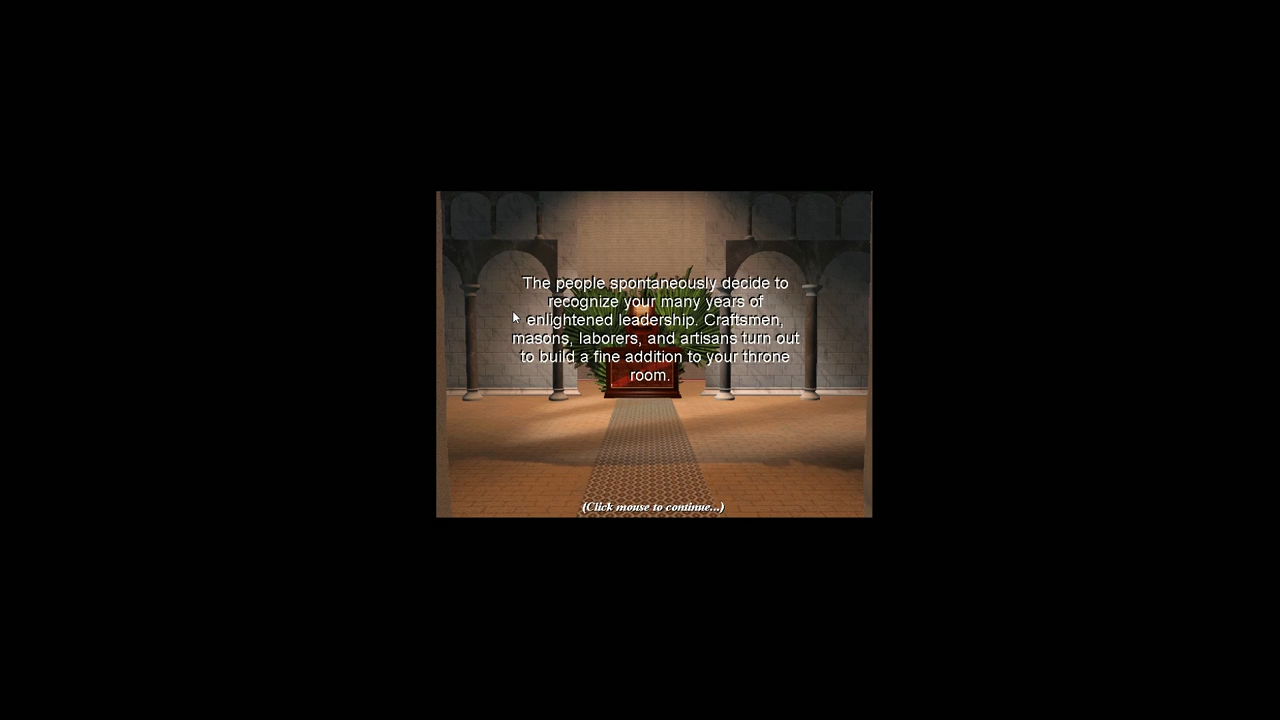 The people spontaneously decide to
recognize your many years of
enlightened leadership. Craftsmen,
masons, laborers, and artisans turn out
to build a fine addition to your throne
room.
(Click mouse to continue...)